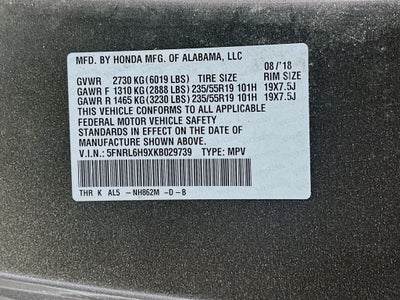 MFD. BY HONDA MFG. OF ALABAMA, LLC
08/'18
GVWR 2730 KG(6019 LBS) TIRE SIZE RIM SIZE
GAWR F 1310 KG(2888 LBS)235/55R19 101H 19X7.5J
GAWR R 1465 KG(3230 LBS)235/55R19 101H 19X7.5J
THIS VEHICLE CONFORMS TO ALL APPLICABLE
FEDERAL MOTOR VEHICLE SAFETY
STANDARDS IN EFFECT ON THE DATE OF
MANUFACTURE SHOWN ABOVE.
V.I.N: 5FNRL6H9XKB029739 TYPE: MPV
THR K AL5 -NH862M -D-B